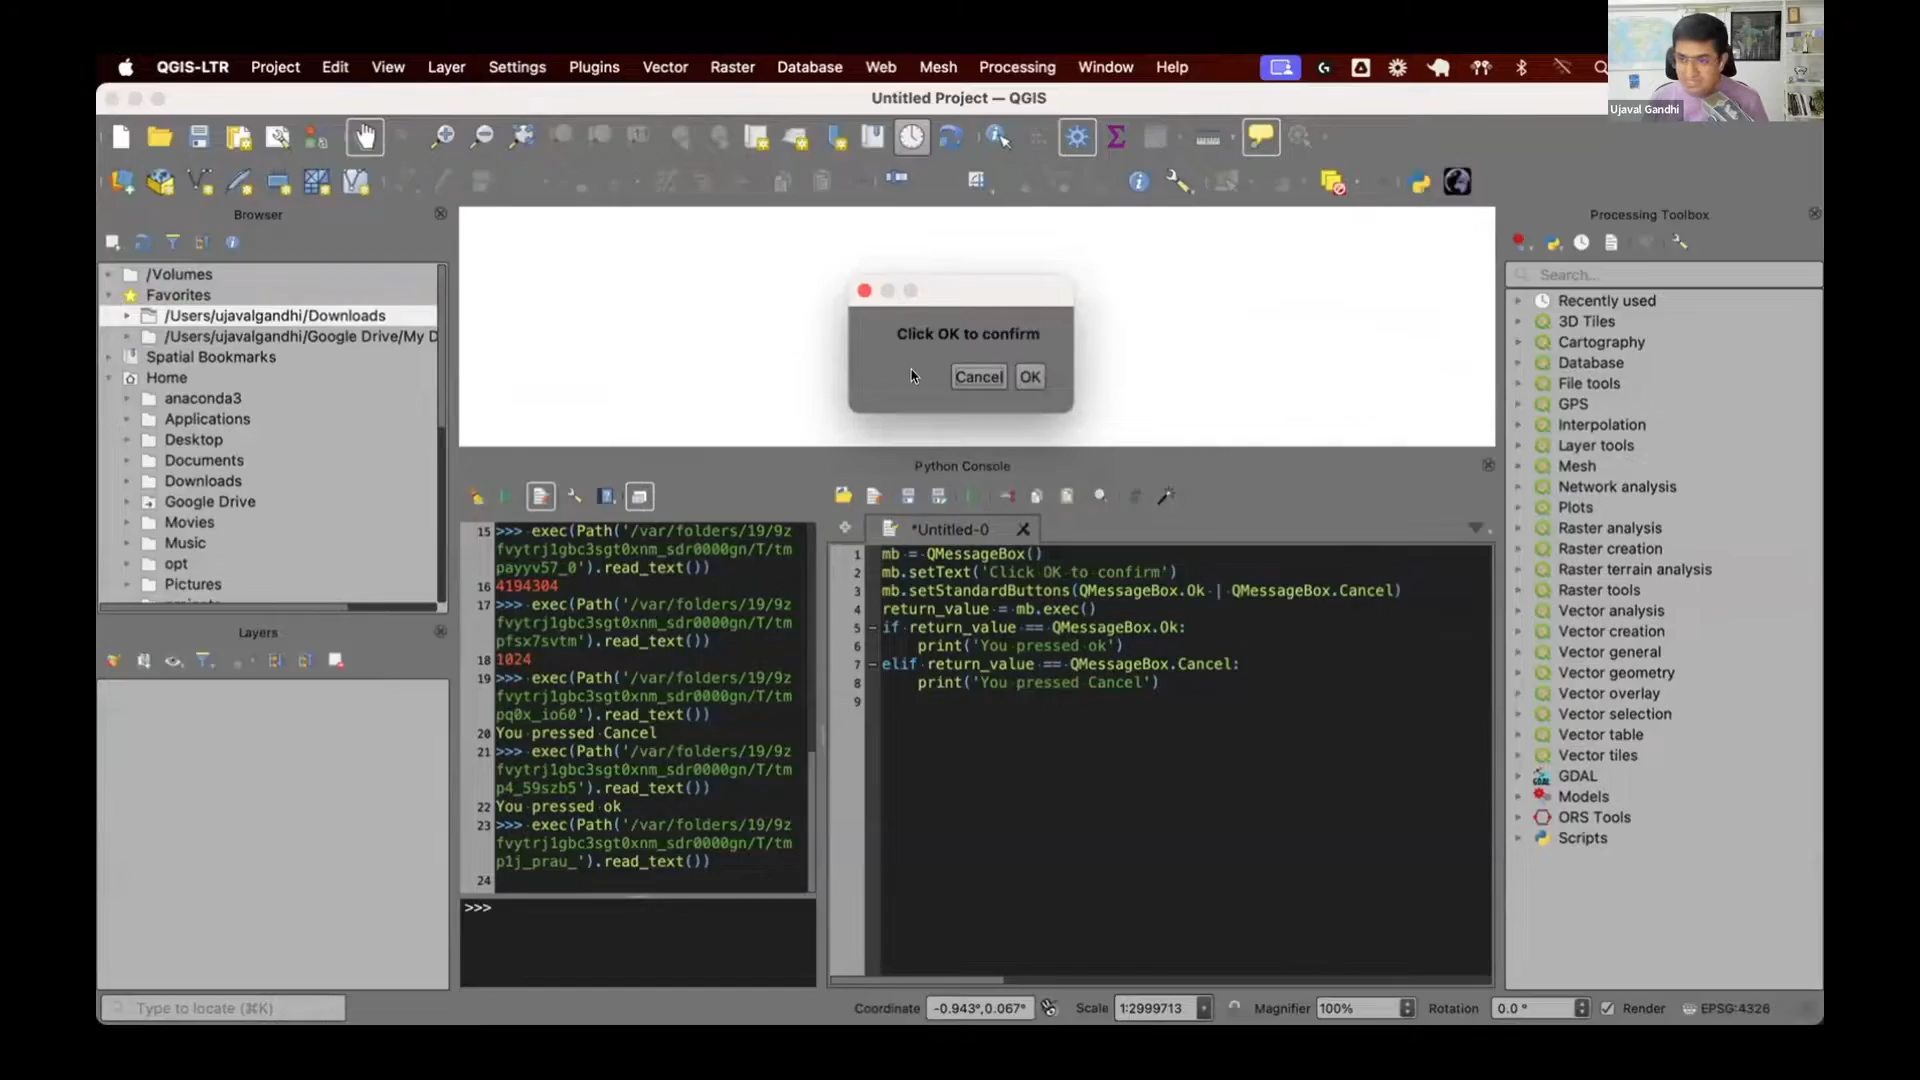 QGIS-LTR Project Edit View Layer Settings Plugins Vector Raster Database Web Mesh Processing Window Help
Ujaval Gandhi
Untitled Project — QGIS
Browser
/Volumes
Favorites
/Users/ujavalgandhi/Downloads
/Users/ujavalgandhi/Google Drive/My D
Spatial Bookmarks
Home
anaconda3
Applications
Desktop
Documents
Downloads
Google Drive
Movies
Music
opt
Pictures
Layers
Type to locate (⌘K)
Click OK to confirm
Cancel OK
Python Console
15 >>> exec(Path('/var/folders/19/9z
fvytrj1gbc3sgt0xnm_sdr0000gn/T/tm
payyv57_0').read_text())
16 4194304
17 >>> exec(Path('/var/folders/19/9z
fvytrj1gbc3sgt0xnm_sdr0000gn/T/tm
pfsx7svtm').read_text())
18 1024
19 >>> exec(Path('/var/folders/19/9z
fvytrj1gbc3sgt0xnm_sdr0000gn/T/tm
pq0x_io60').read_text())
20 You pressed Cancel
21 >>> exec(Path('/var/folders/19/9z
fvytrj1gbc3sgt0xnm_sdr0000gn/T/tm
p4_59szb5').read_text())
22 You pressed ok
23 >>> exec(Path('/var/folders/19/9z
fvytrj1gbc3sgt0xnm_sdr0000gn/T/tm
p1j_prau_').read_text())
24
>>>
*Untitled-0
1 mb = QMessageBox()
2 mb.setText('Click OK to confirm')
3 mb.setStandardButtons(QMessageBox.Ok | QMessageBox.Cancel)
4 return_value = mb.exec()
5 if return_value == QMessageBox.Ok:
6 print('You pressed ok')
7 elif return_value == QMessageBox.Cancel:
8 print('You pressed Cancel')
9
Processing Toolbox
Search...
Recently used
3D Tiles
Cartography
Database
File tools
GPS
Interpolation
Layer tools
Mesh
Network analysis
Plots
Raster analysis
Raster creation
Raster terrain analysis
Raster tools
Vector analysis
Vector creation
Vector general
Vector geometry
Vector overlay
Vector selection
Vector table
Vector tiles
GDAL
Models
ORS Tools
Scripts
Coordinate -0.943°,0.067° Scale 1:2999713 Magnifier 100% Rotation 0.0 ° Render EPSG:4326